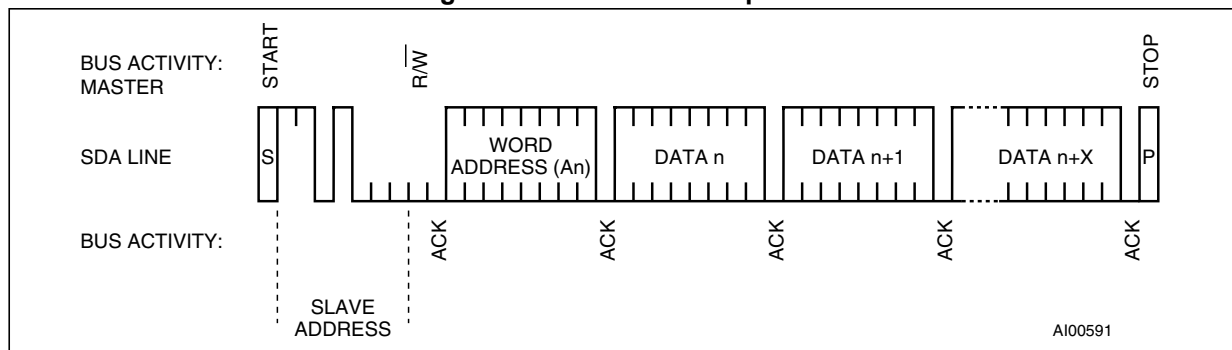 BUS ACTIVITY:
MASTER
START
R/W
STOP
SDA LINE
S
WORD
ADDRESS (An)
DATA n
DATA n+1
DATA n+X
P
BUS ACTIVITY:
ACK
ACK
ACK
ACK
ACK
SLAVE
ADDRESS
AI00591